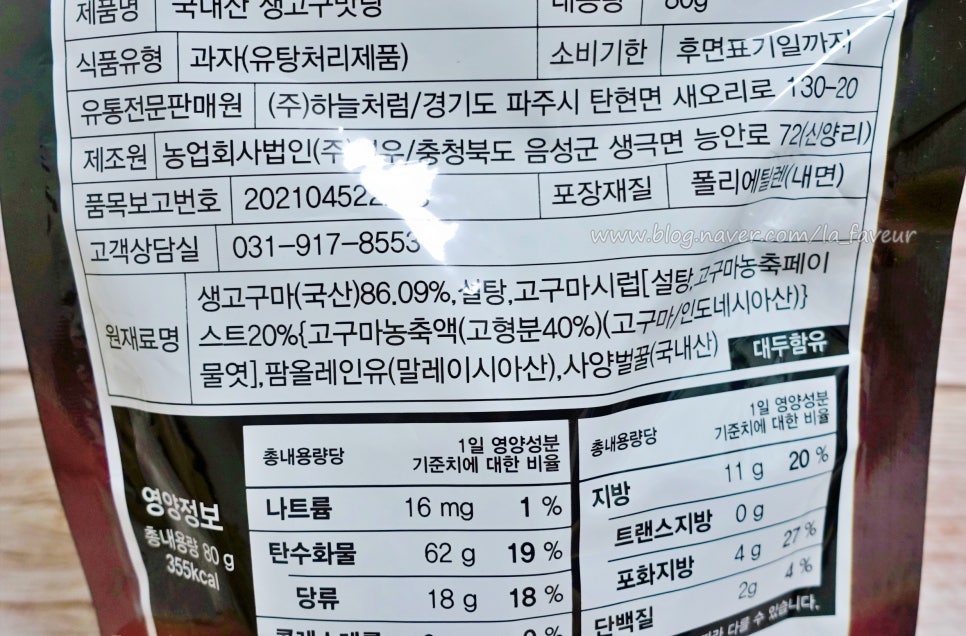 제품명 국내산 생고구맛탕 내용량 80g
식품유형 과자(유탕처리제품) 소비기한 후면표기일까지
유통전문판매원 (주)하늘처럼/경기도 파주시 탄현면 새오리로 130-20
제조원 농업회사법인(주) 우/충청북도 음성군 생극면 능안로 72(신양리)
품목보고번호 포장재질 폴리에틸렌(내면)
고객상담실 031-917-8553
www.blog.naver.com/la_faveur
생고구마(국산)86.09%,설탕,고구마시럽[설탕,고구마농축페이
원재료명 스트20%{고구마농축액(고형분40%)(고구마/인도네시아산)}
물엿],팜올레인유(말레이시아산),사양벌꿀(국내산) 대두함유
영양정보
총내용량 80 g
355kcal
총내용량당 1일 영양성분
기준치에 대한 비율
나트륨 16 mg 1 %
탄수화물 62 g 19 %
당류 18 g 18 %
총내용량당 1일 영양성분
기준치에 대한 비율
지방 11 g 20 %
트랜스지방 0 g
포화지방 4 g 27 %
단백질 2g 4 %
다를 수 있습니다.